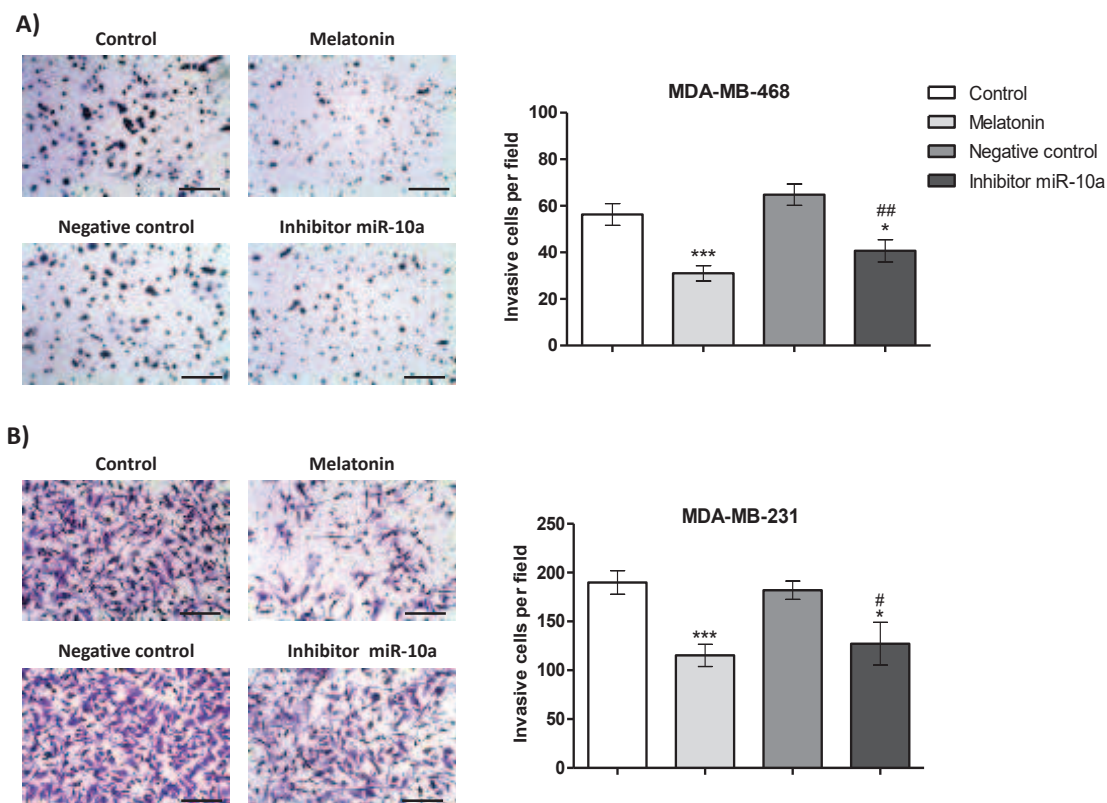 A)
Control
Melatonin
Negative control
Inhibitor miR-10a
MDA-MB-468
Invasive cells per field
100
80
60
40
20
0
***
##
*
Control
Melatonin
Negative control
Inhibitor miR-10a
B)
Control
Melatonin
Negative control
Inhibitor miR-10a
MDA-MB-231
Invasive cells per field
250
200
150
100
50
0
***
#
*